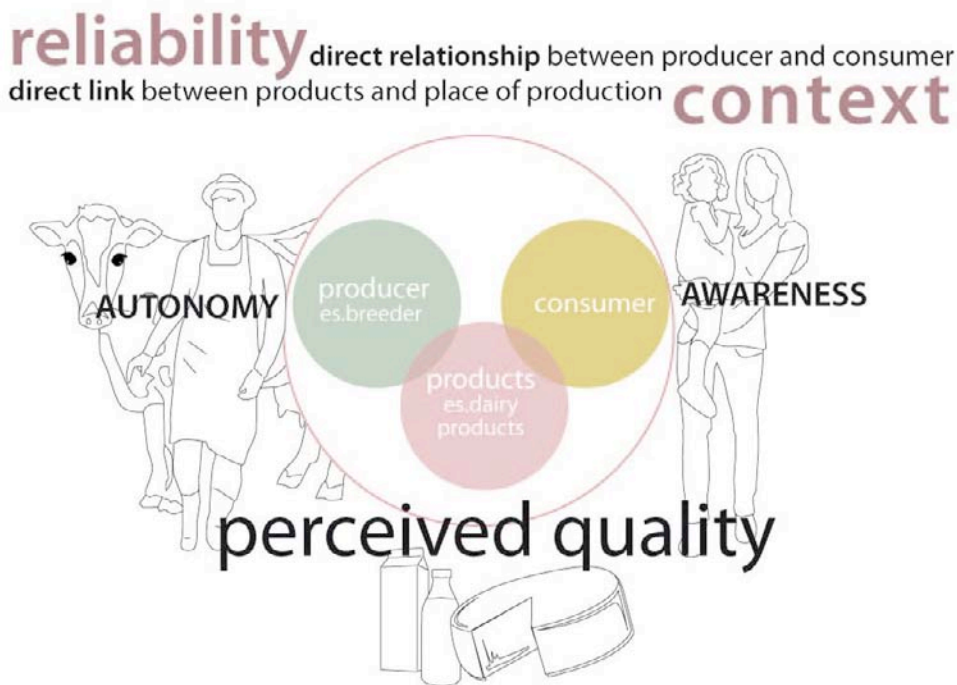 reliability direct relationship between producer and consumer
direct link between products and place of production context
AUTONOMY
producer
es.breeder
consumer
AWARENESS
products
es.dairy
products
perceived quality